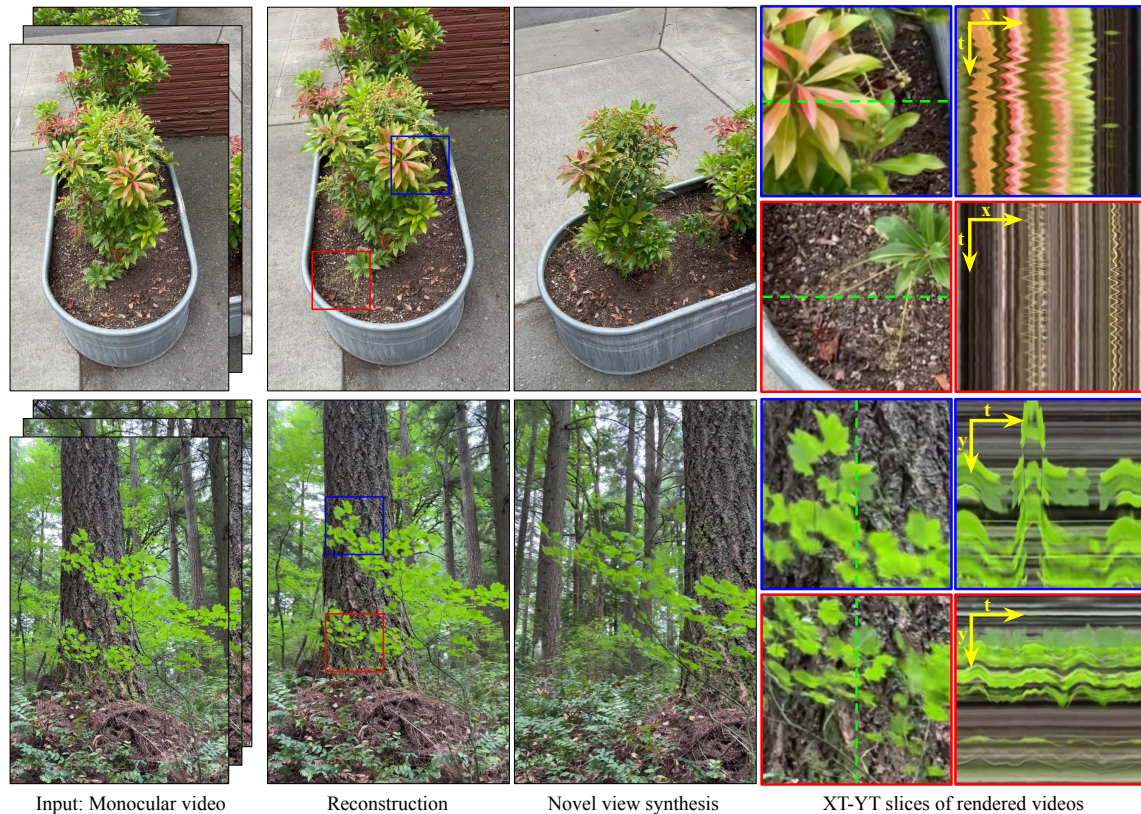 x
t
x
t
t
y
t
y
Input: Monocular video
Reconstruction
Novel view synthesis
XT-YT slices of rendered videos